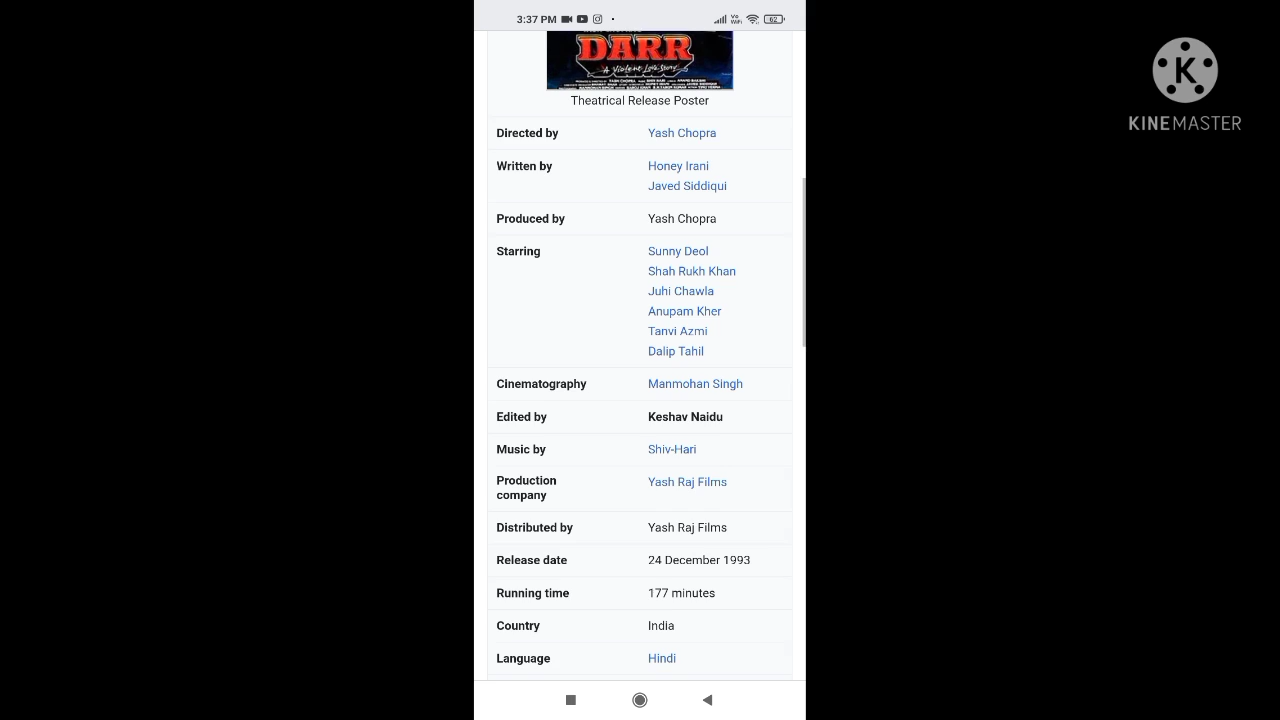 3:37 PM
Vo
WiFi
62
DARR
A Violent Love Story
Theatrical Release Poster
KINEMASTER
Directed by Yash Chopra
Written by Honey Irani
Javed Siddiqui
Produced by Yash Chopra
Starring Sunny Deol
Shah Rukh Khan
Juhi Chawla
Anupam Kher
Tanvi Azmi
Dalip Tahil
Cinematography Manmohan Singh
Edited by Keshav Naidu
Music by Shiv-Hari
Production
company Yash Raj Films
Distributed by Yash Raj Films
Release date 24 December 1993
Running time 177 minutes
Country India
Language Hindi